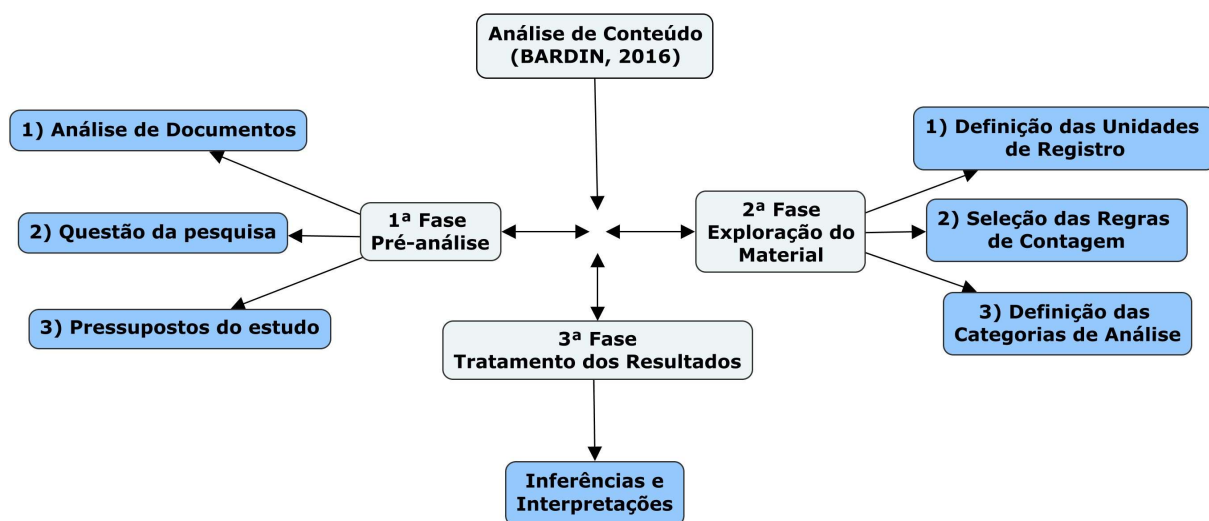 Análise de Conteúdo
(BARDIN, 2016)
1) Análise de Documentos
2) Questão da pesquisa
3) Pressupostos do estudo
1ª Fase
Pré-análise
2ª Fase
Exploração do
Material
1) Definição das Unidades
de Registro
2) Seleção das Regras
de Contagem
3) Definição das
Categorias de Análise
3ª Fase
Tratamento dos Resultados
Inferências e
Interpretações